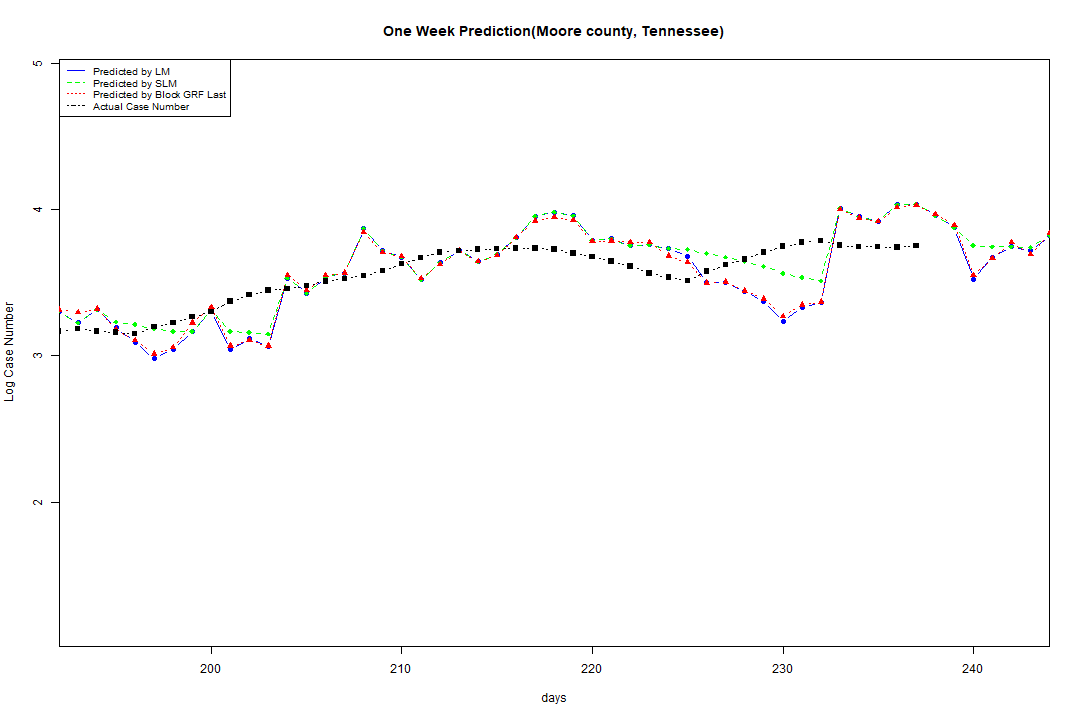 One Week Prediction(Moore county, Tennessee)
Predicted by LM
Predicted by SLM
Predicted by Block GRF Last
Actual Case Number
5
4
3
2
Log Case Number
200 210 220 230 240
days